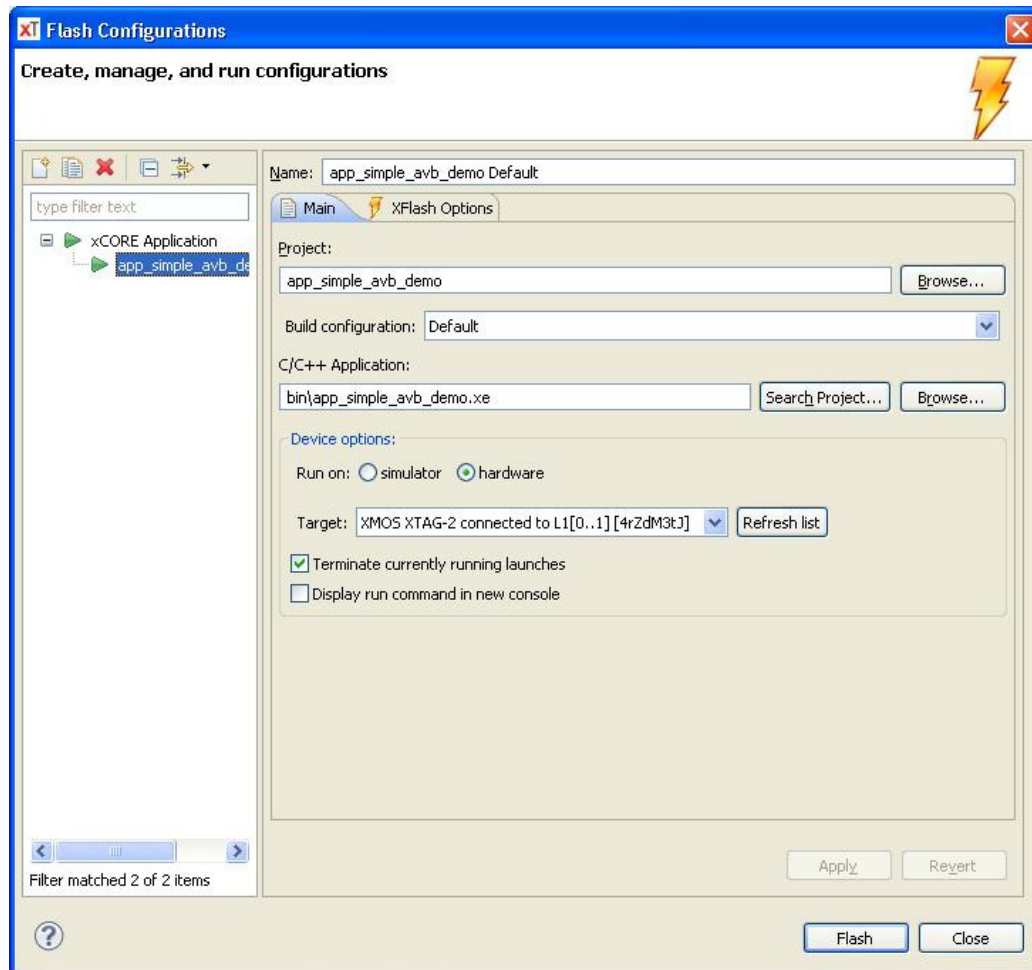 xT Flash Configurations
Create, manage, and run configurations
type filter text
xCORE Application
app_simple_avb_de
Filter matched 2 of 2 items
Name: app_simple_avb_demo Default
Main XFlash Options
Project:
app_simple_avb_demo Browse...
Build configuration: Default
C/C++ Application:
bin\app_simple_avb_demo.xe Search Project... Browse...
Device options:
Run on: simulator hardware
Target: XMOS XTAG-2 connected to L1[0..1] [4rZdM3tJ] Refresh list
Terminate currently running launches
Display run command in new console
Apply Revert
? Flash Close